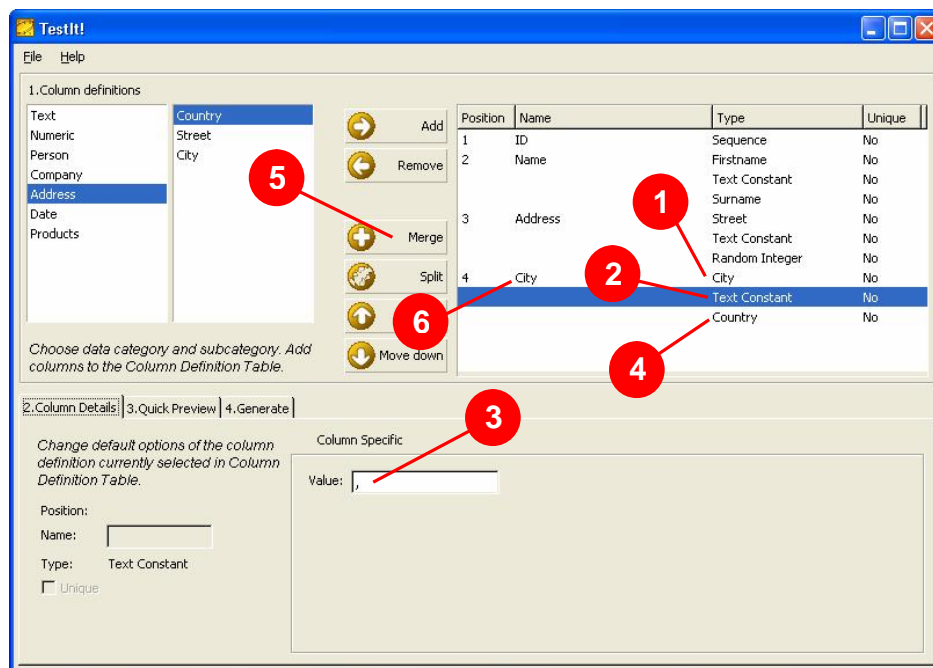 TestIt!
File Help
1.Column definitions
Text
Numeric
Person
Company
Address
Date
Products
Country
Street
City
Add
Remove
Merge
Split
Move down
Position Name Type Unique
1 ID Sequence No
2 Name Firstname No
Text Constant No
Surname No
3 Address Street No
Text Constant No
Random Integer No
4 City City No
Text Constant No
Country No
5
1
2
6
4
Choose data category and subcategory. Add
columns to the Column Definition Table.
2.Column Details 3.Quick Preview 4.Generate
3
Change default options of the column
definition currently selected in Column
Definition Table.
Position:
Name:
Type: Text Constant
Unique
Column Specific
Value: ,